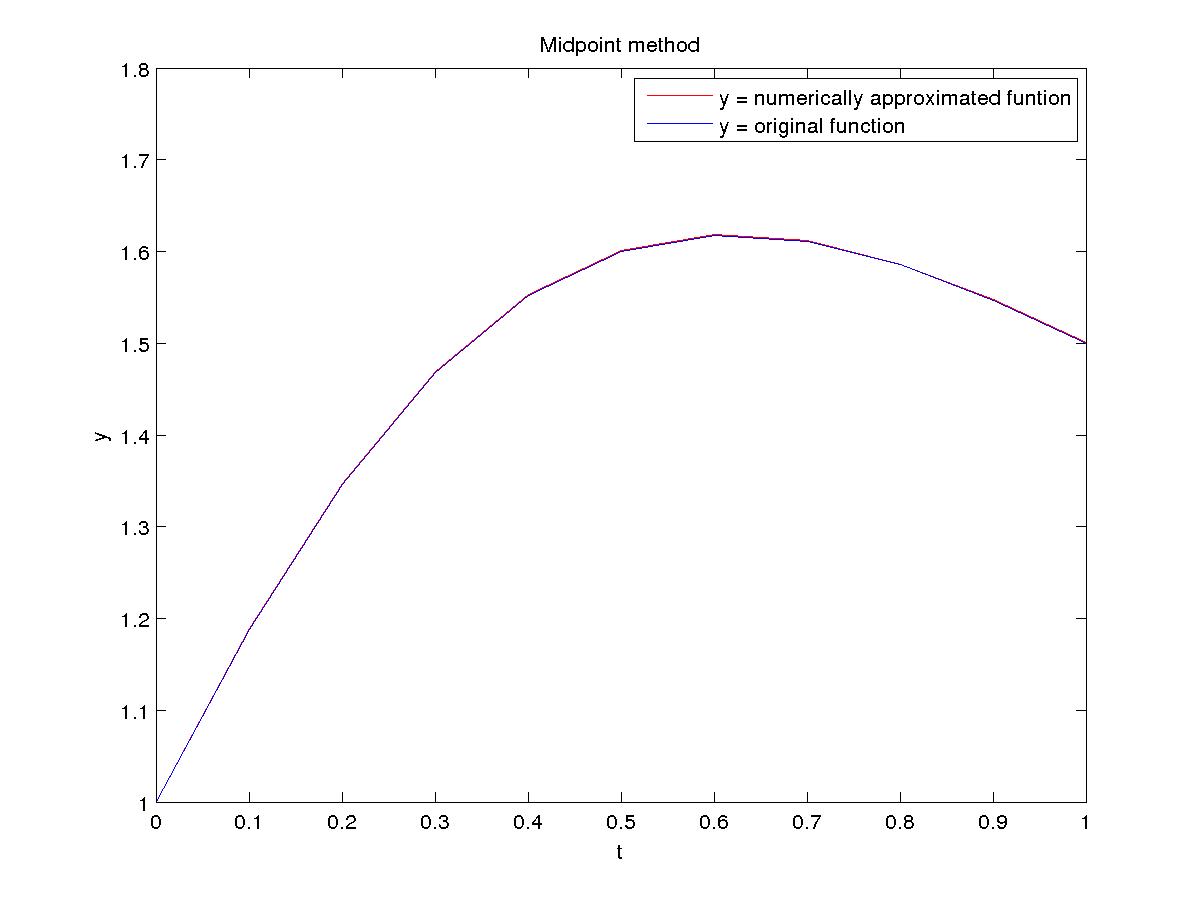 Midpoint method
y = numerically approximated funtion
y = original function
1.8
1.7
1.6
1.5
1.4
1.3
1.2
1.1
1
y
0 0.1 0.2 0.3 0.4 0.5 0.6 0.7 0.8 0.9 1
t